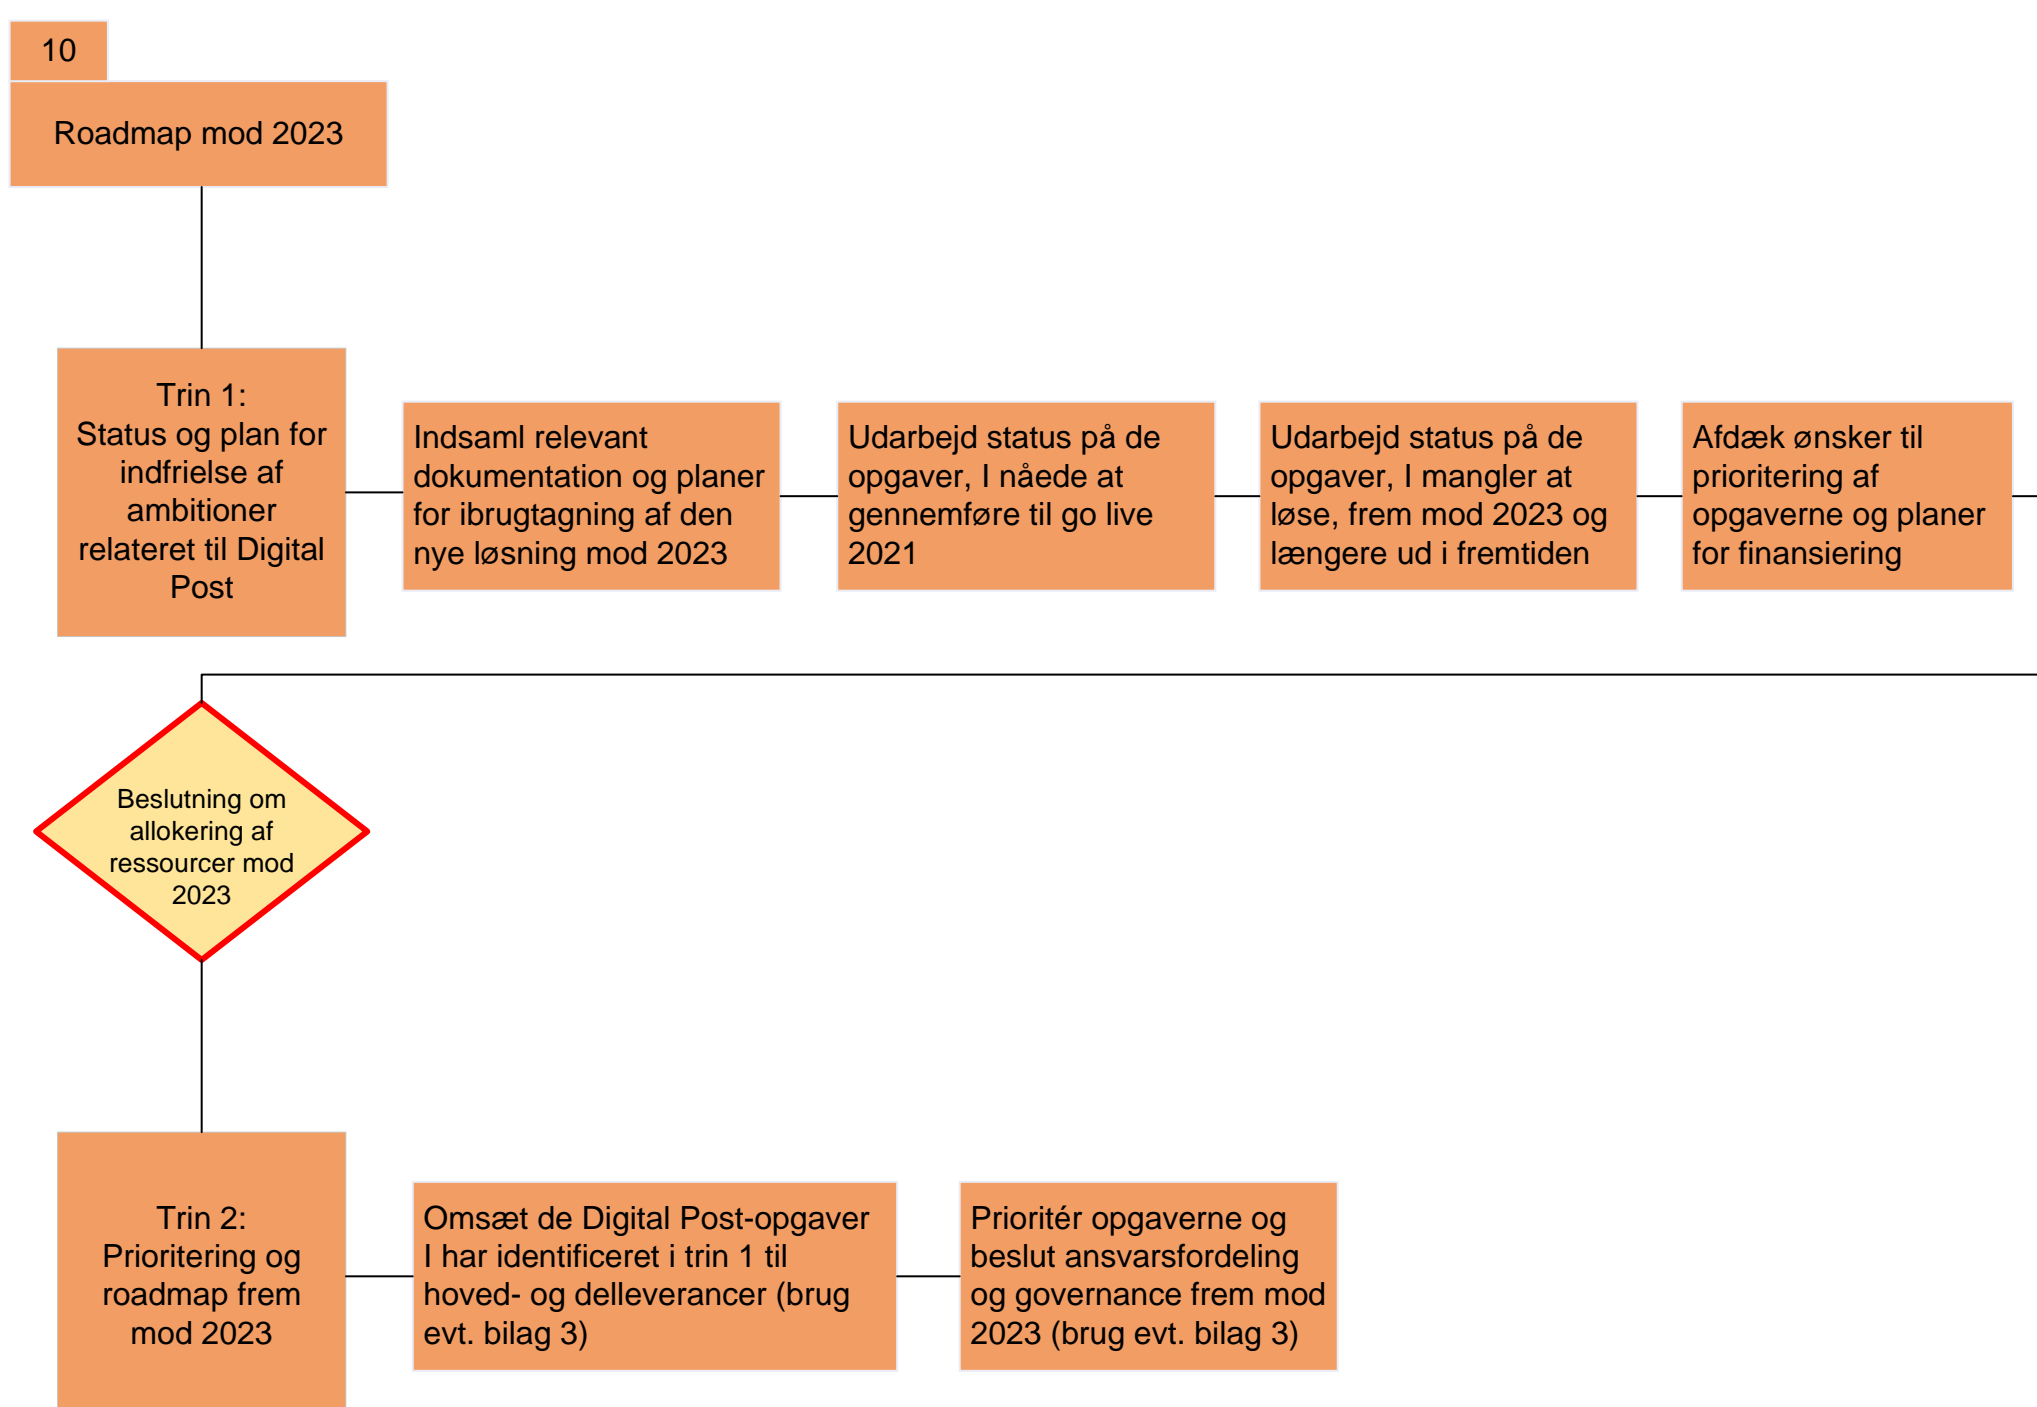 10
Roadmap mod 2023
Trin 1:
Status og plan for
indfrielse af
ambitioner
relateret til Digital
Post
Indsaml relevant
dokumentation og planer
for ibrugtagning af den
nye løsning mod 2023
Udarbejd status på de
opgaver, I nåede at
gennemføre til go live
2021
Udarbejd status på de
opgaver, I mangler at
løse, frem mod 2023 og
længere ud i fremtiden
Afdæk ønsker til
prioritering af
opgaverne og planer
for finansiering
Beslutning om
allokering af
ressourcer mod
2023
Trin 2:
Prioritering og
roadmap frem
mod 2023
Omsæt de Digital Post-opgaver
I har identificeret i trin 1 til
hoved- og delleverancer (brug
evt. bilag 3)
Prioritér opgaverne og
beslut ansvarsfordeling
og governance frem mod
2023 (brug evt. bilag 3)